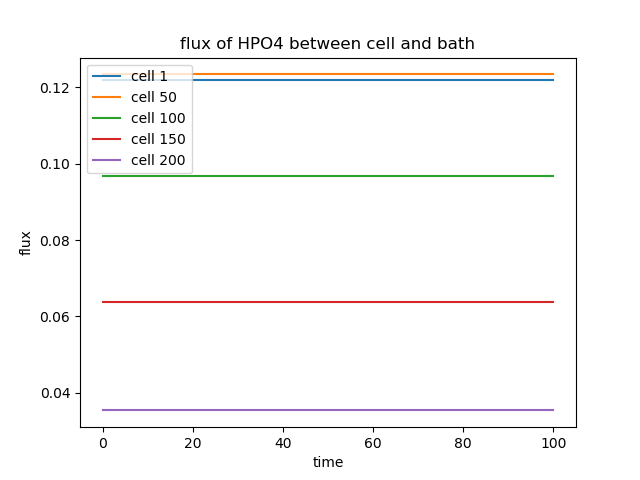 flux of HPO4 between cell and bath
cell 1
cell 50
cell 100
cell 150
cell 200
0.12
0.10
0.08
0.06
0.04
flux
0 20 40 60 80 100
time